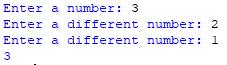 Enter a number: 3
Enter a different number: 2
Enter a different number: 1
3